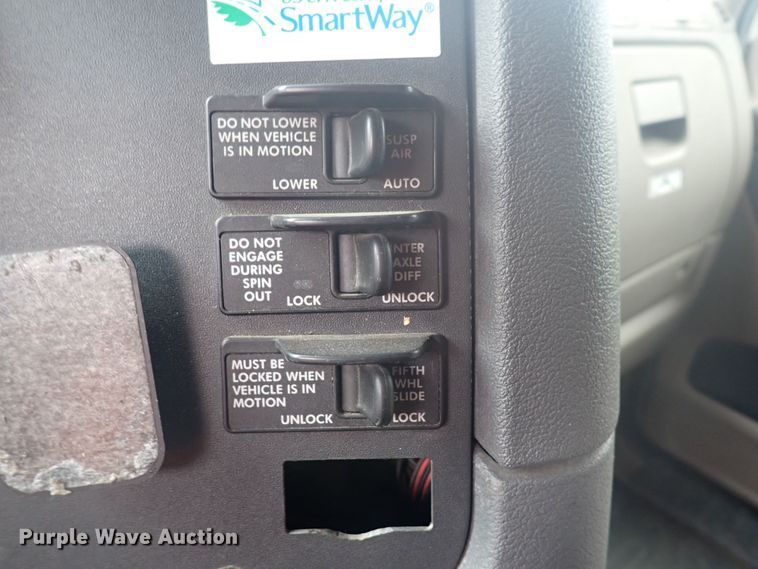 SmartWay®
DO NOT LOWER
WHEN VEHICLE
IS IN MOTION
SUSP
AIR
LOWER
AUTO
DO NOT
ENGAGE
DURING
SPIN
OUT
NTER
AXLE
DIFF
LOCK
UNLOCK
MUST BE
LOCKED WHEN
VEHICLE IS IN
MOTION
FIFTH
WHL
SLIDE
UNLOCK
LOCK
Purple Wave Auction®